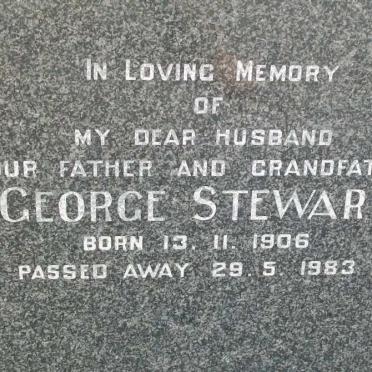 IN LOVING MEMORY
OF
MY DEAR HUSBAND
OUR FATHER AND GRANDFAT
GEORGE STEWAR
BORN 13. 11. 1906
PASSED AWAY 29. 5. 1983